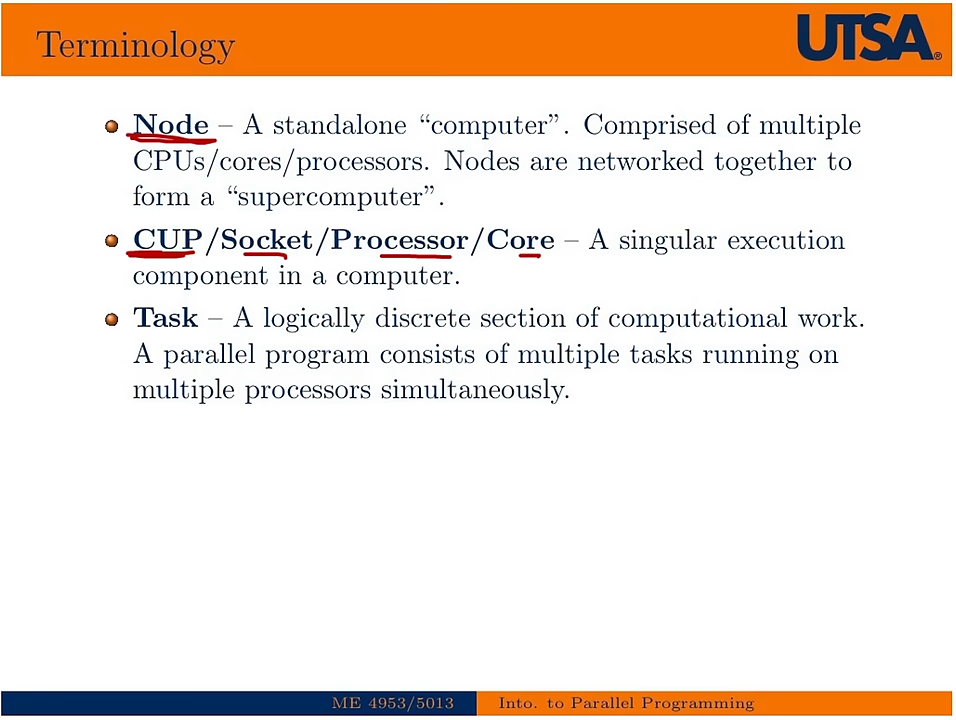 Terminology
UTSA®
Node – A standalone “computer”. Comprised of multiple
CPUs/cores/processors. Nodes are networked together to
form a “supercomputer”.
CUP/Socket/Processor/Core – A singular execution
component in a computer.
Task – A logically discrete section of computational work.
A parallel program consists of multiple tasks running on
multiple processors simultaneously.
ME 4953/5013
Into. to Parallel Programming